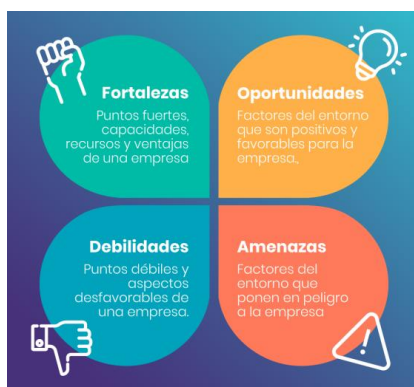 Fortalezas
Puntos fuertes,
capacidades,
recursos y ventajas
de una empresa
Oportunidades
Factores del entorno
que son positivos y
favorables para la
empresa.,
Debilidades
Puntos débiles y
aspectos
desfavorables de
una empresa.
Amenazas
Factores del
entorno que
ponen en peligro
a la empresa